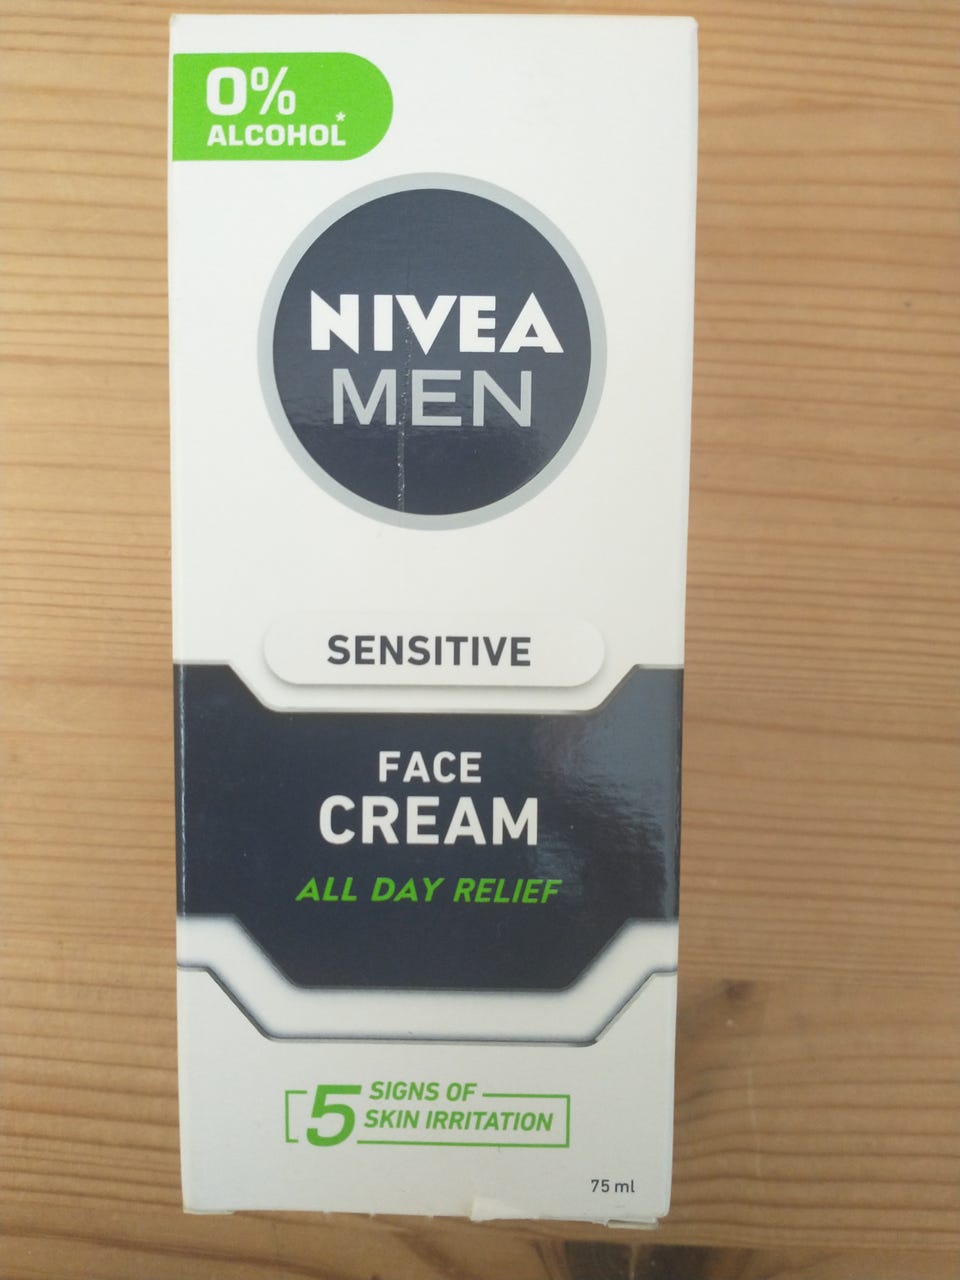 0%
ALCOHOL*
NIVEA
MEN
SENSITIVE
FACE
CREAM
ALL DAY RELIEF
5 SIGNS OF
SKIN IRRITATION
75 ml